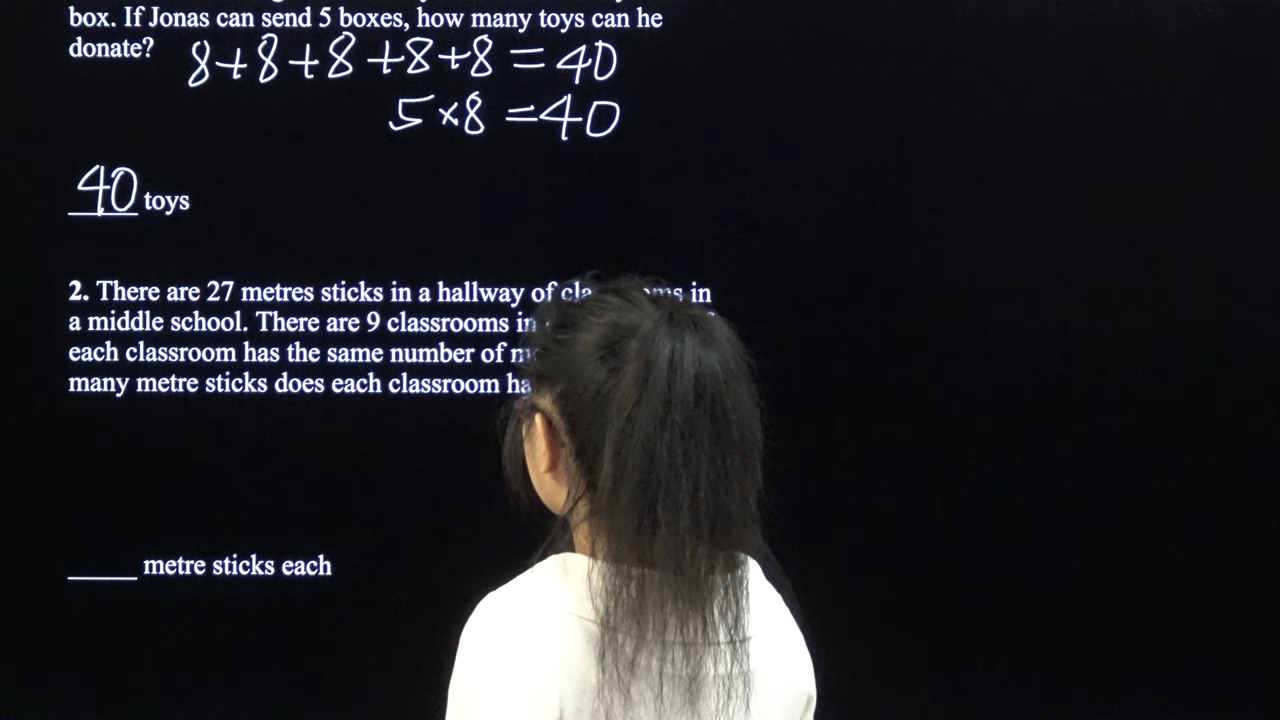 box. If Jonas can send 5 boxes, how many toys can he
donate? 8+8+8+8+8=40
5×8=40
40 toys
2. There are 27 metres sticks in a hallway of in
a middle school. There are 9 classrooms in
each classroom has the same number of
many metre sticks does each classroom
____ metre sticks each